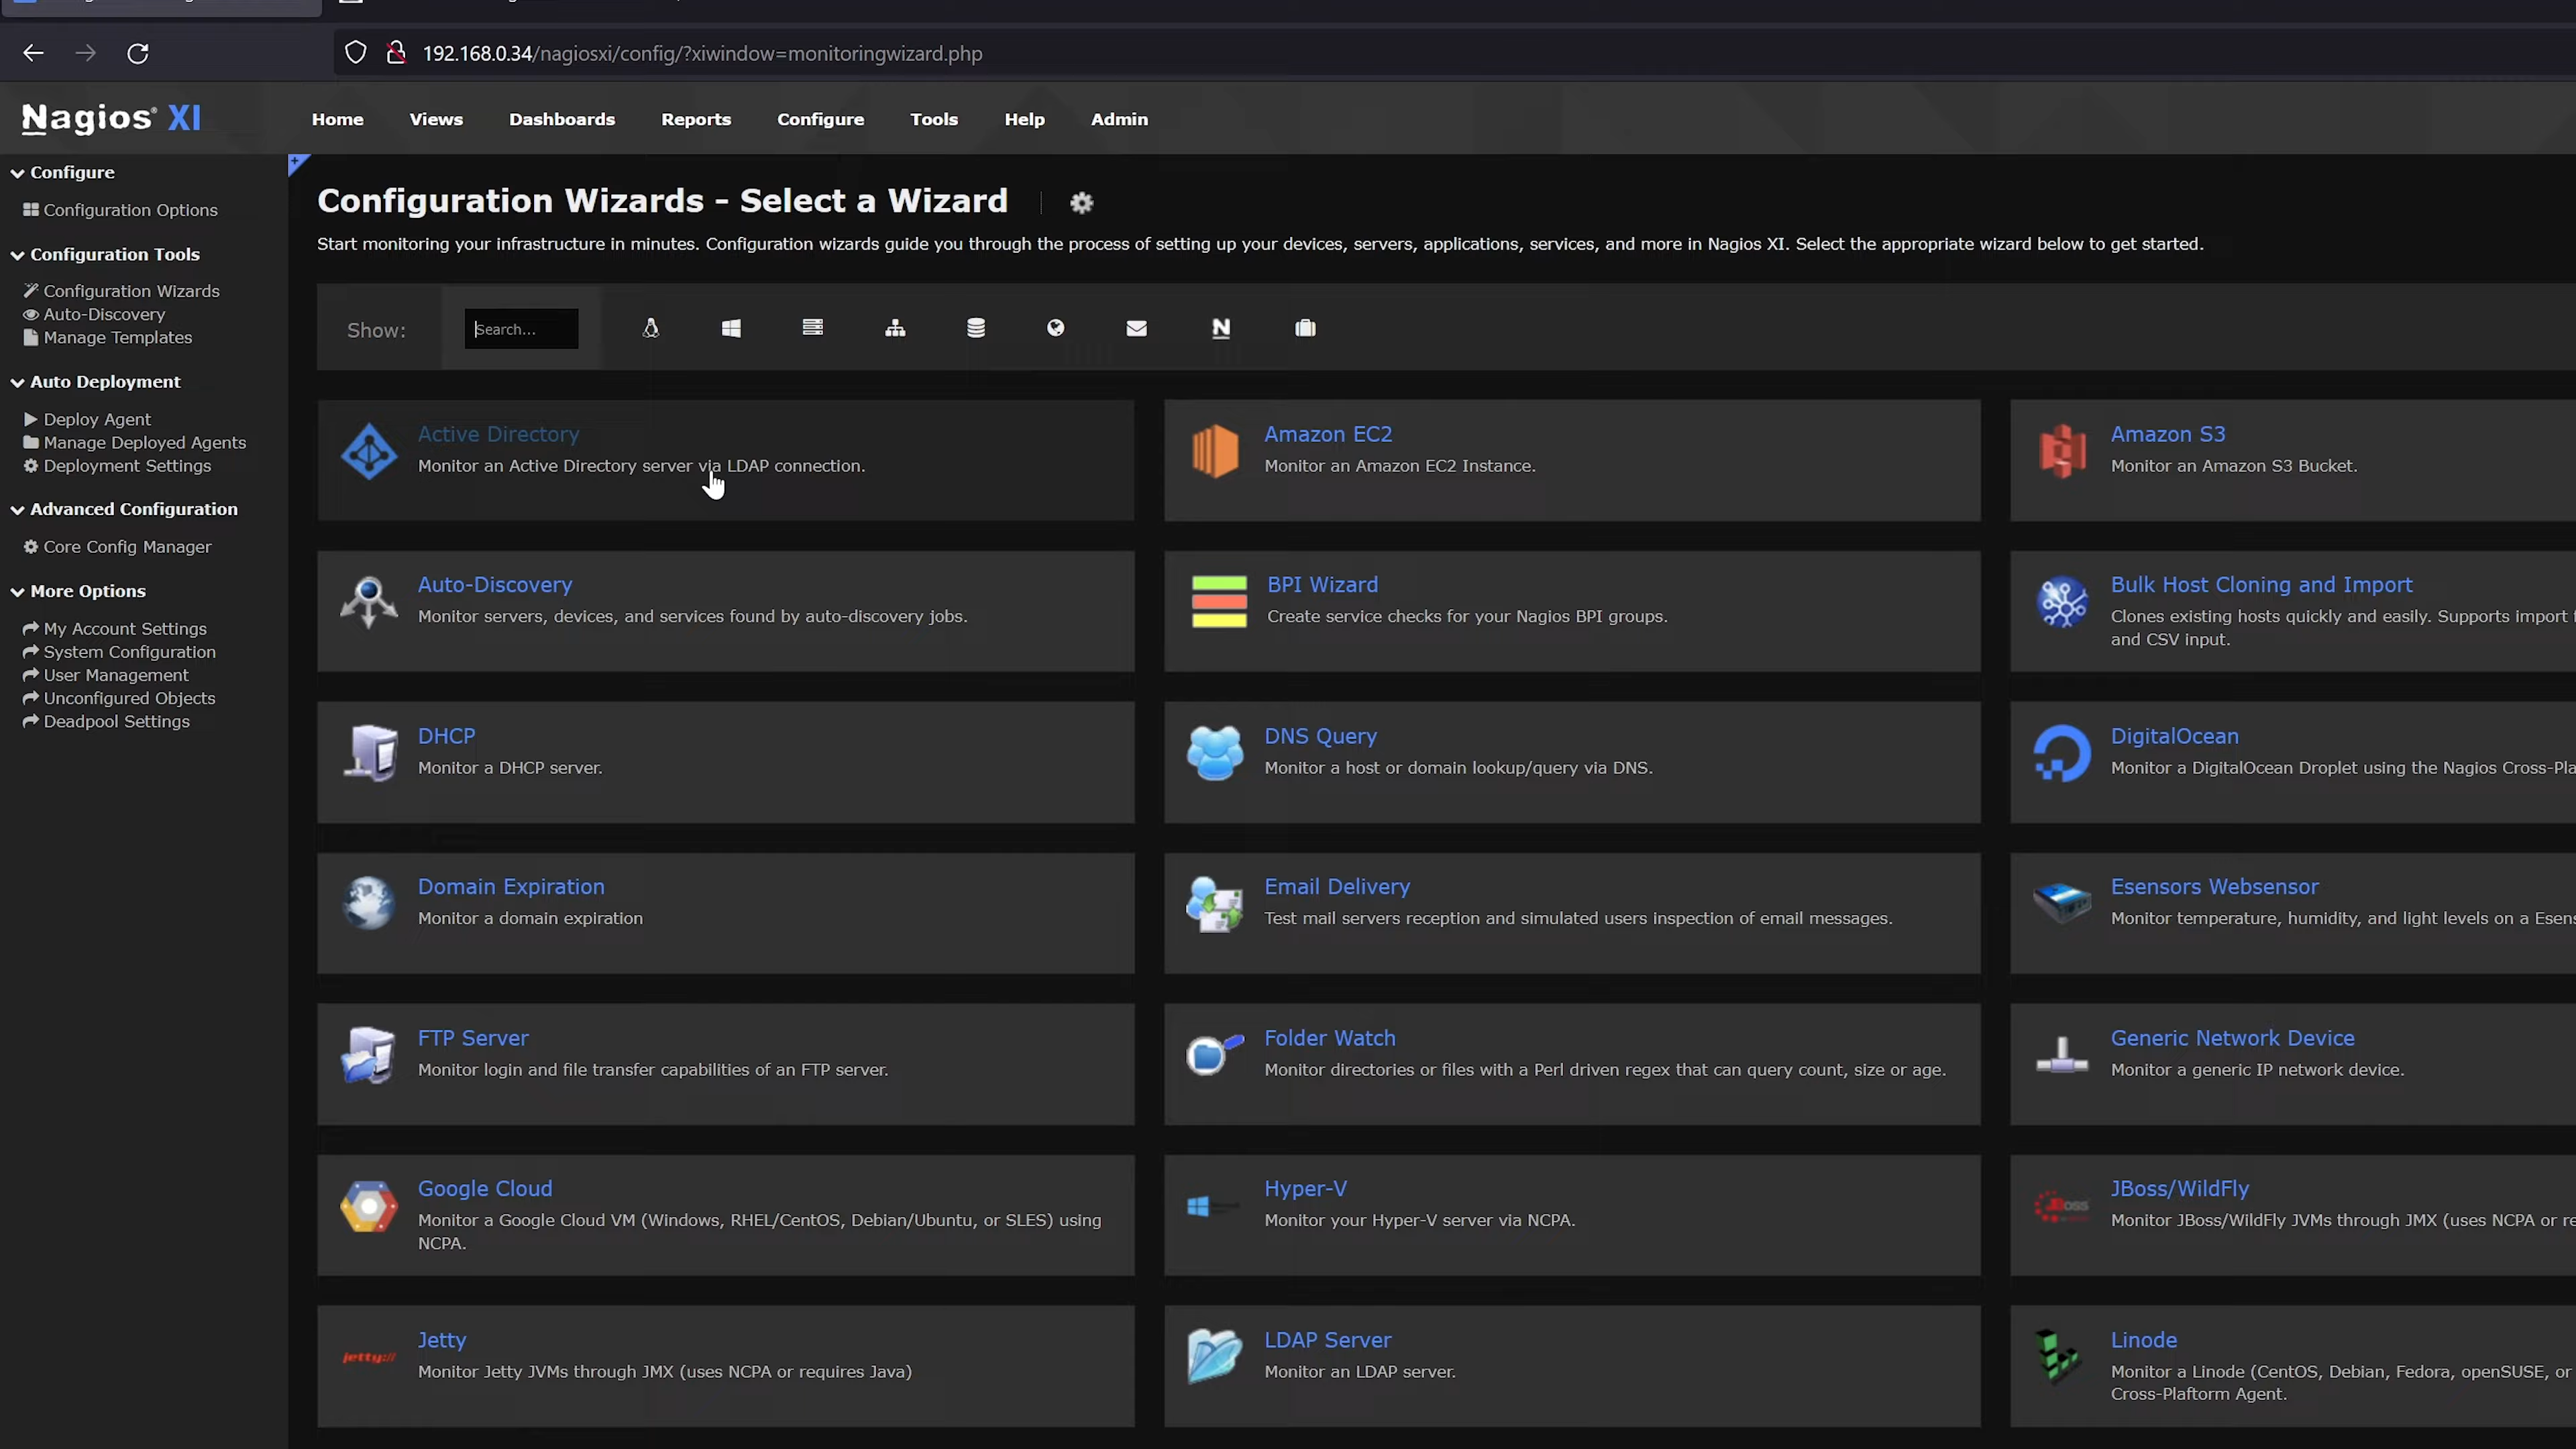 192.168.0.34/nagiosxi/config/?xiwindow=monitoringwizard.php
Nagios® XI
Home
Views
Dashboards
Reports
Configure
Tools
Help
Admin
Configure
Configuration Options
Configuration Tools
Configuration Wizards
Auto-Discovery
Manage Templates
Auto Deployment
Deploy Agent
Manage Deployed Agents
Deployment Settings
Advanced Configuration
Core Config Manager
More Options
My Account Settings
System Configuration
User Management
Unconfigured Objects
Deadpool Settings
Configuration Wizards - Select a Wizard
Start monitoring your infrastructure in minutes. Configuration wizards guide you through the process of setting up your devices, servers, applications, services, and more in Nagios XI. Select the appropriate wizard below to get started.
Show:
Search...
Active Directory
Monitor an Active Directory server via LDAP connection.
Amazon EC2
Monitor an Amazon EC2 Instance.
Amazon S3
Monitor an Amazon S3 Bucket.
Auto-Discovery
Monitor servers, devices, and services found by auto-discovery jobs.
BPI Wizard
Create service checks for your Nagios BPI groups.
Bulk Host Cloning and Import
Clones existing hosts quickly and easily. Supports import
and CSV input.
DHCP
Monitor a DHCP server.
DNS Query
Monitor a host or domain lookup/query via DNS.
DigitalOcean
Monitor a DigitalOcean Droplet using the Nagios Cross-Pla
Domain Expiration
Monitor a domain expiration
Email Delivery
Test mail servers reception and simulated users inspection of email messages.
Esensors Websensor
Monitor temperature, humidity, and light levels on a Esens
FTP Server
Monitor login and file transfer capabilities of an FTP server.
Folder Watch
Monitor directories or files with a Perl driven regex that can query count, size or age.
Generic Network Device
Monitor a generic IP network device.
Google Cloud
Monitor a Google Cloud VM (Windows, RHEL/CentOS, Debian/Ubuntu, or SLES) using
NCPA.
Hyper-V
Monitor your Hyper-V server via NCPA.
JBoss
JBoss/WildFly
Monitor JBoss/WildFly JVMs through JMX (uses NCPA or re
jetty://
Jetty
Monitor Jetty JVMs through JMX (uses NCPA or requires Java)
LDAP Server
Monitor an LDAP server.
Linode
Monitor a Linode (CentOS, Debian, Fedora, openSUSE, or
Cross-Plaftorm Agent.